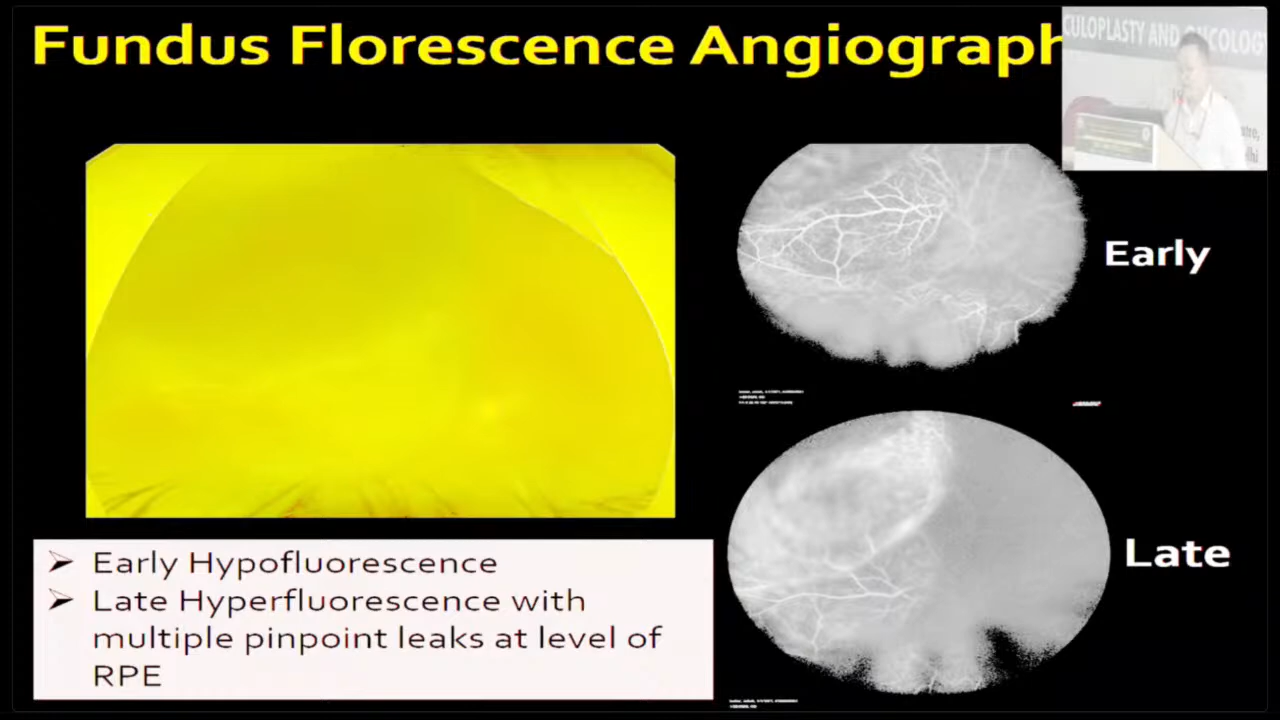 Fundus Florescence Angiograph
CULOPLASTY AND ONCOLOGY
Early
Late
➢ Early Hypofluorescence
➢ Late Hyperfluorescence with
multiple pinpoint leaks at level of
RPE